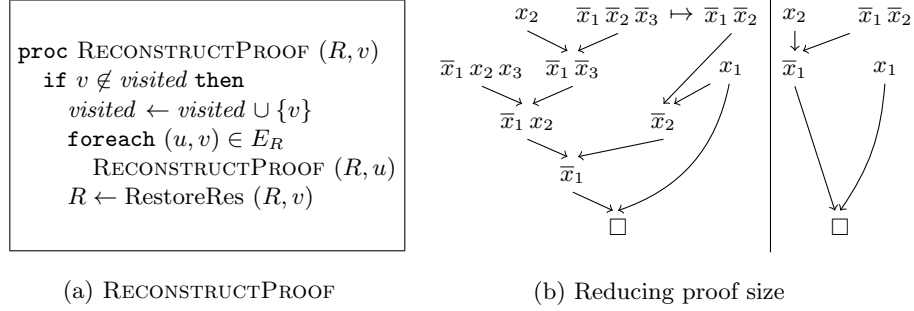 proc RECONSTRUCTPROOF (R, v)
if v ∉ visited then
visited ← visited ∪ {v}
foreach (u, v) ∈ E_R
RECONSTRUCTPROOF (R, u)
R ← RestoreRes (R, v)
(a) RECONSTRUCTPROOF
x₂ x̅₁ x̅₂ x̅₃ ↦ x̅₁ x̅₂
x̅₁ x₂ x₃ x̅₁ x̅₃ x₁
x̅₁ x₂ x̅₂
x̅₁
□
x₂ x̅₁ x̅₂
x̅₁ x₁
□
(b) Reducing proof size